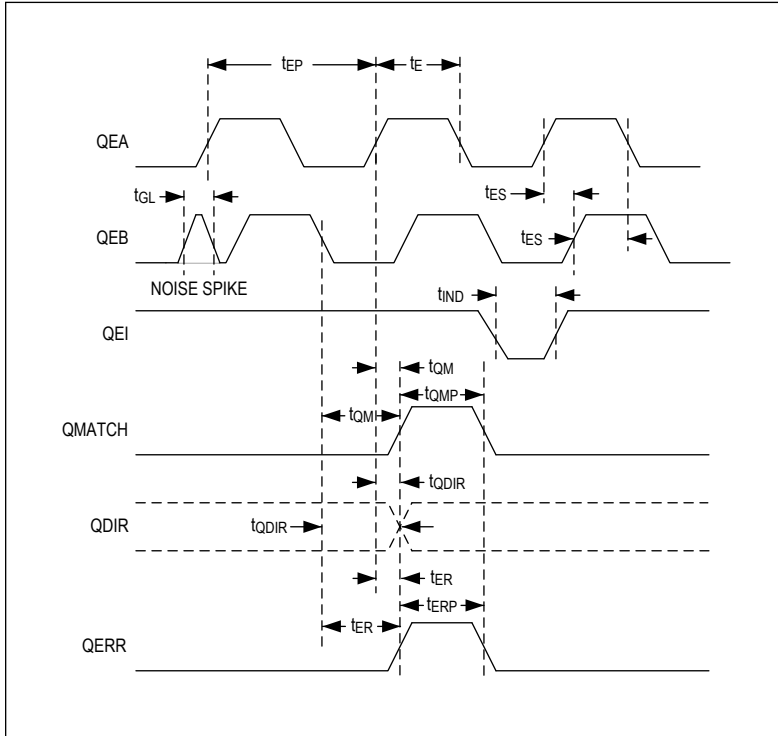 tEP
tE
QEA
tGL
tES
QEB
tES
NOISE SPIKE
tIND
QEI
tQM
tQMP
tQM
QMATCH
tQDIR
QDIR
tQDIR
tER
tERP
tER
QERR